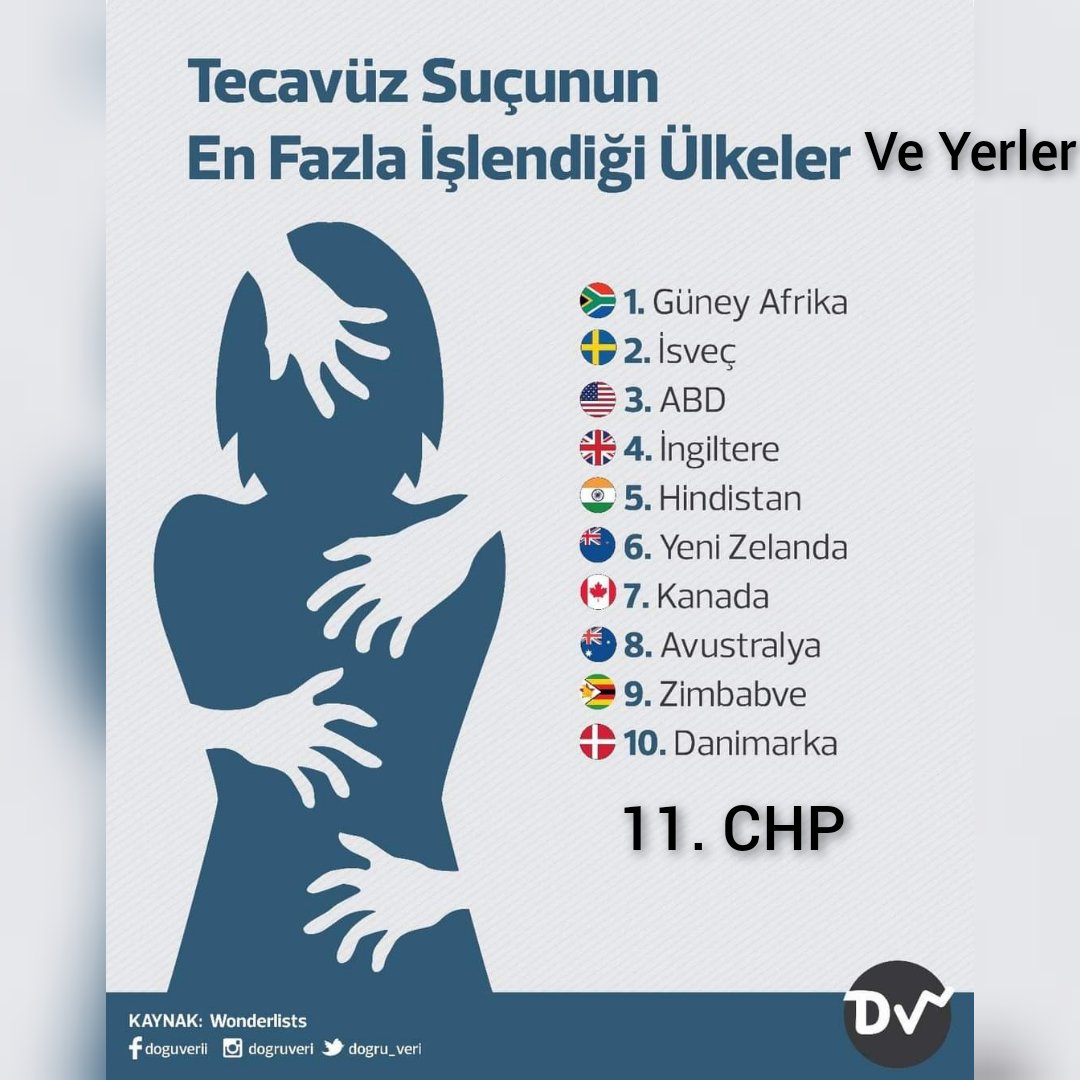 Tecavüz Suçunun
En Fazla İşlendiği Ülkeler Ve Yerler
1. Güney Afrika
2. İsveç
3. ABD
4. İngiltere
5. Hindistan
6. Yeni Zelanda
7. Kanada
8. Avustralya
9. Zimbabve
10. Danimarka
11. CHP
KAYNAK: Wonderlists
doguverii dogruveri dogru_veri
DV